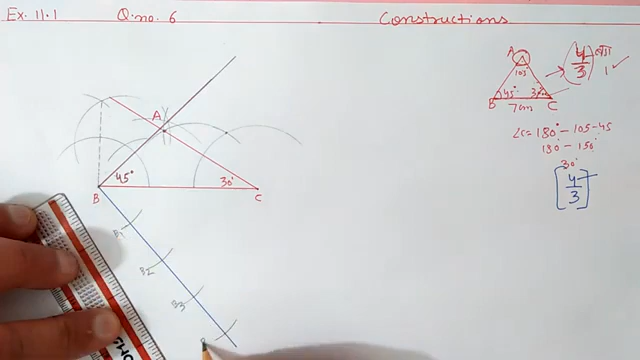 Ex. 11.1 Q.no. 6 Constructions
A
105°
45° 30°
B C
7cm
4
3
1 ✓
∠C = 180° - 105 - 45
180° - 150°
30°
[4
3]
A
45° 30°
B C
B1
B2
B3